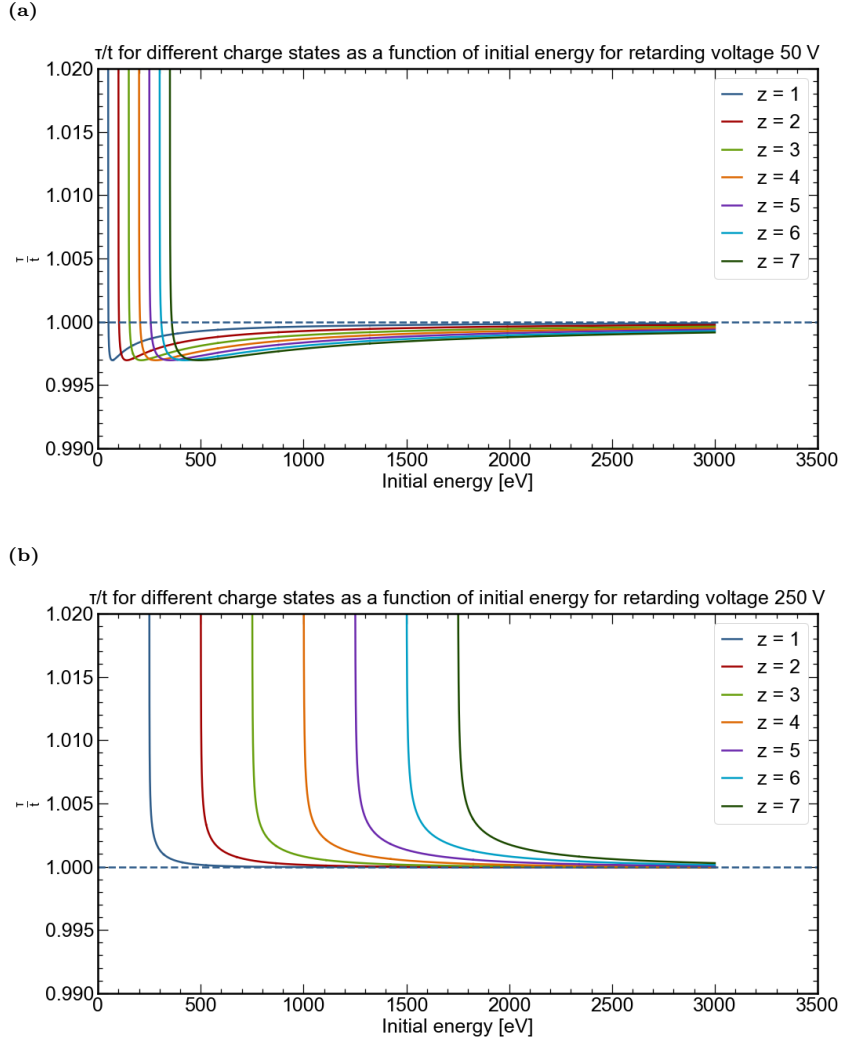 (a)
τ/t for different charge states as a function of initial energy for retarding voltage 50 V
1.020
1.015
1.010
1.005
1.000
0.995
0.990
τ
t
z = 1
z = 2
z = 3
z = 4
z = 5
z = 6
z = 7
0
500
1000
1500
2000
2500
3000
3500
Initial energy [eV]
(b)
τ/t for different charge states as a function of initial energy for retarding voltage 250 V
1.020
1.015
1.010
1.005
1.000
0.995
0.990
τ
t
z = 1
z = 2
z = 3
z = 4
z = 5
z = 6
z = 7
0
500
1000
1500
2000
2500
3000
3500
Initial energy [eV]